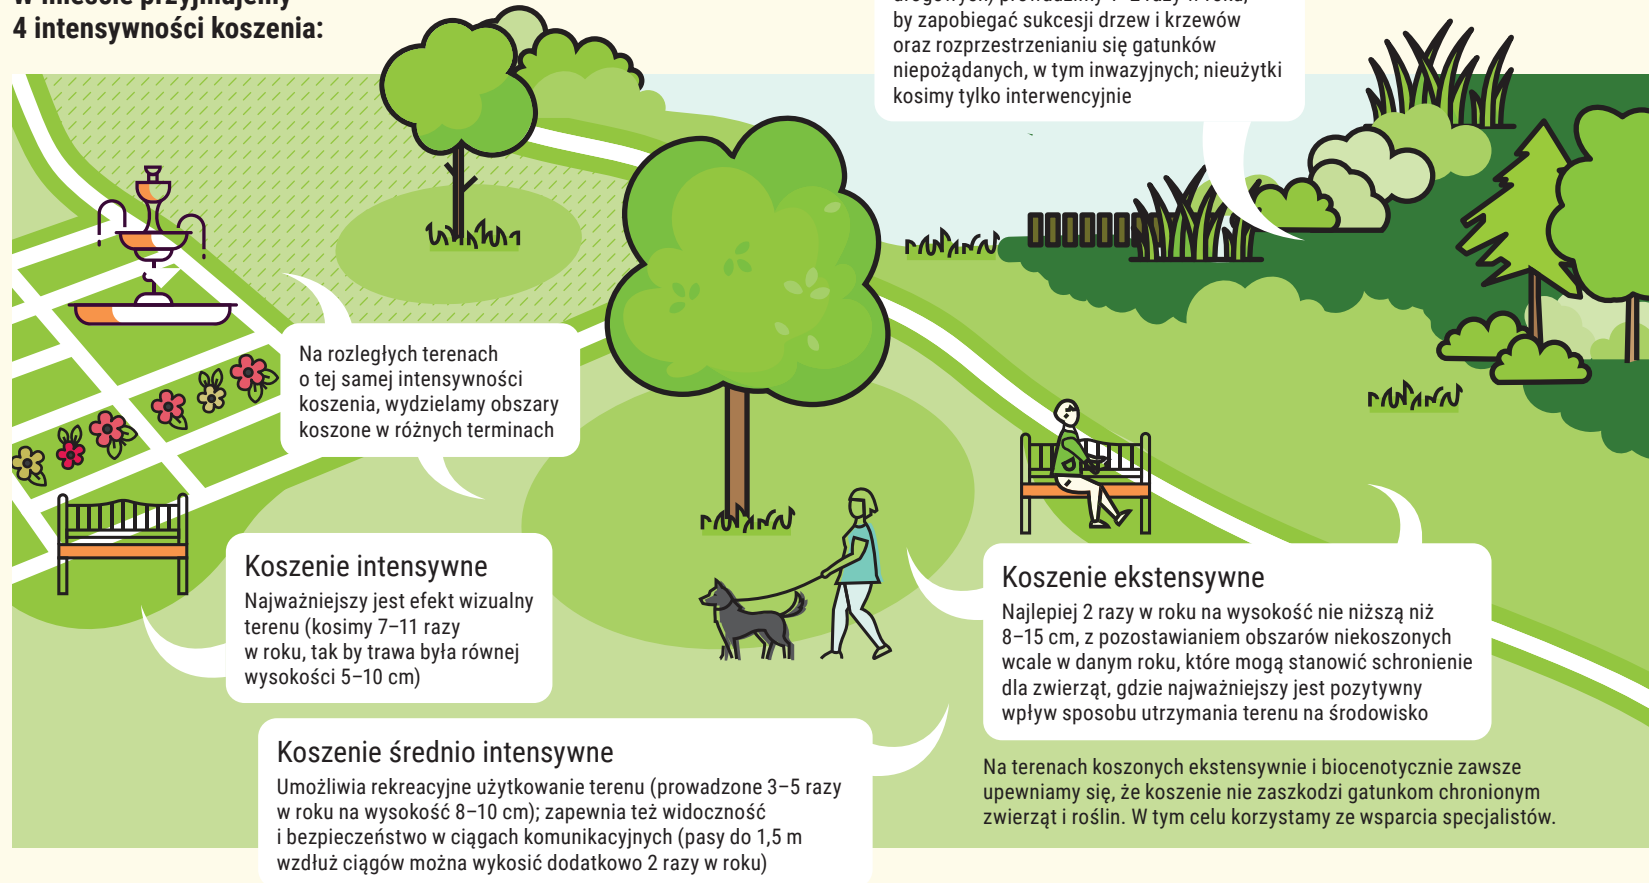 w mieście przyjmujemy
4 intensywności koszenia:
by zapobiegać sukcesji drzew i krzewów
oraz rozprzestrzenianiu się gatunków
niepożądanych, w tym inwazyjnych; nieużytki
kosimy tylko interwencyjnie
Na rozległych terenach
o tej samej intensywności
koszenia, wydzielamy obszary
koszone w różnych terminach
Koszenie intensywne
Najważniejszy jest efekt wizualny
terenu (kosimy 7–11 razy
w roku, tak by trawa była równej
wysokości 5–10 cm)
Koszenie ekstensywne
Najlepiej 2 razy w roku na wysokość nie niższą niż
8–15 cm, z pozostawianiem obszarów niekoszonych
wcale w danym roku, które mogą stanowić schronienie
dla zwierząt, gdzie najważniejszy jest pozytywny
wpływ sposobu utrzymania terenu na środowisko
Koszenie średnio intensywne
Umożliwia rekreacyjne użytkowanie terenu (prowadzone 3–5 razy
w roku na wysokość 8–10 cm); zapewnia też widoczność
i bezpieczeństwo w ciągach komunikacyjnych (pasy do 1,5 m
wzdłuż ciągów można wykosić dodatkowo 2 razy w roku)
Na terenach koszonych ekstensywnie i biocenotycznie zawsze
upewniamy się, że koszenie nie zaszkodzi gatunkom chronionym
zwierząt i roślin. W tym celu korzystamy ze wsparcia specjalistów.